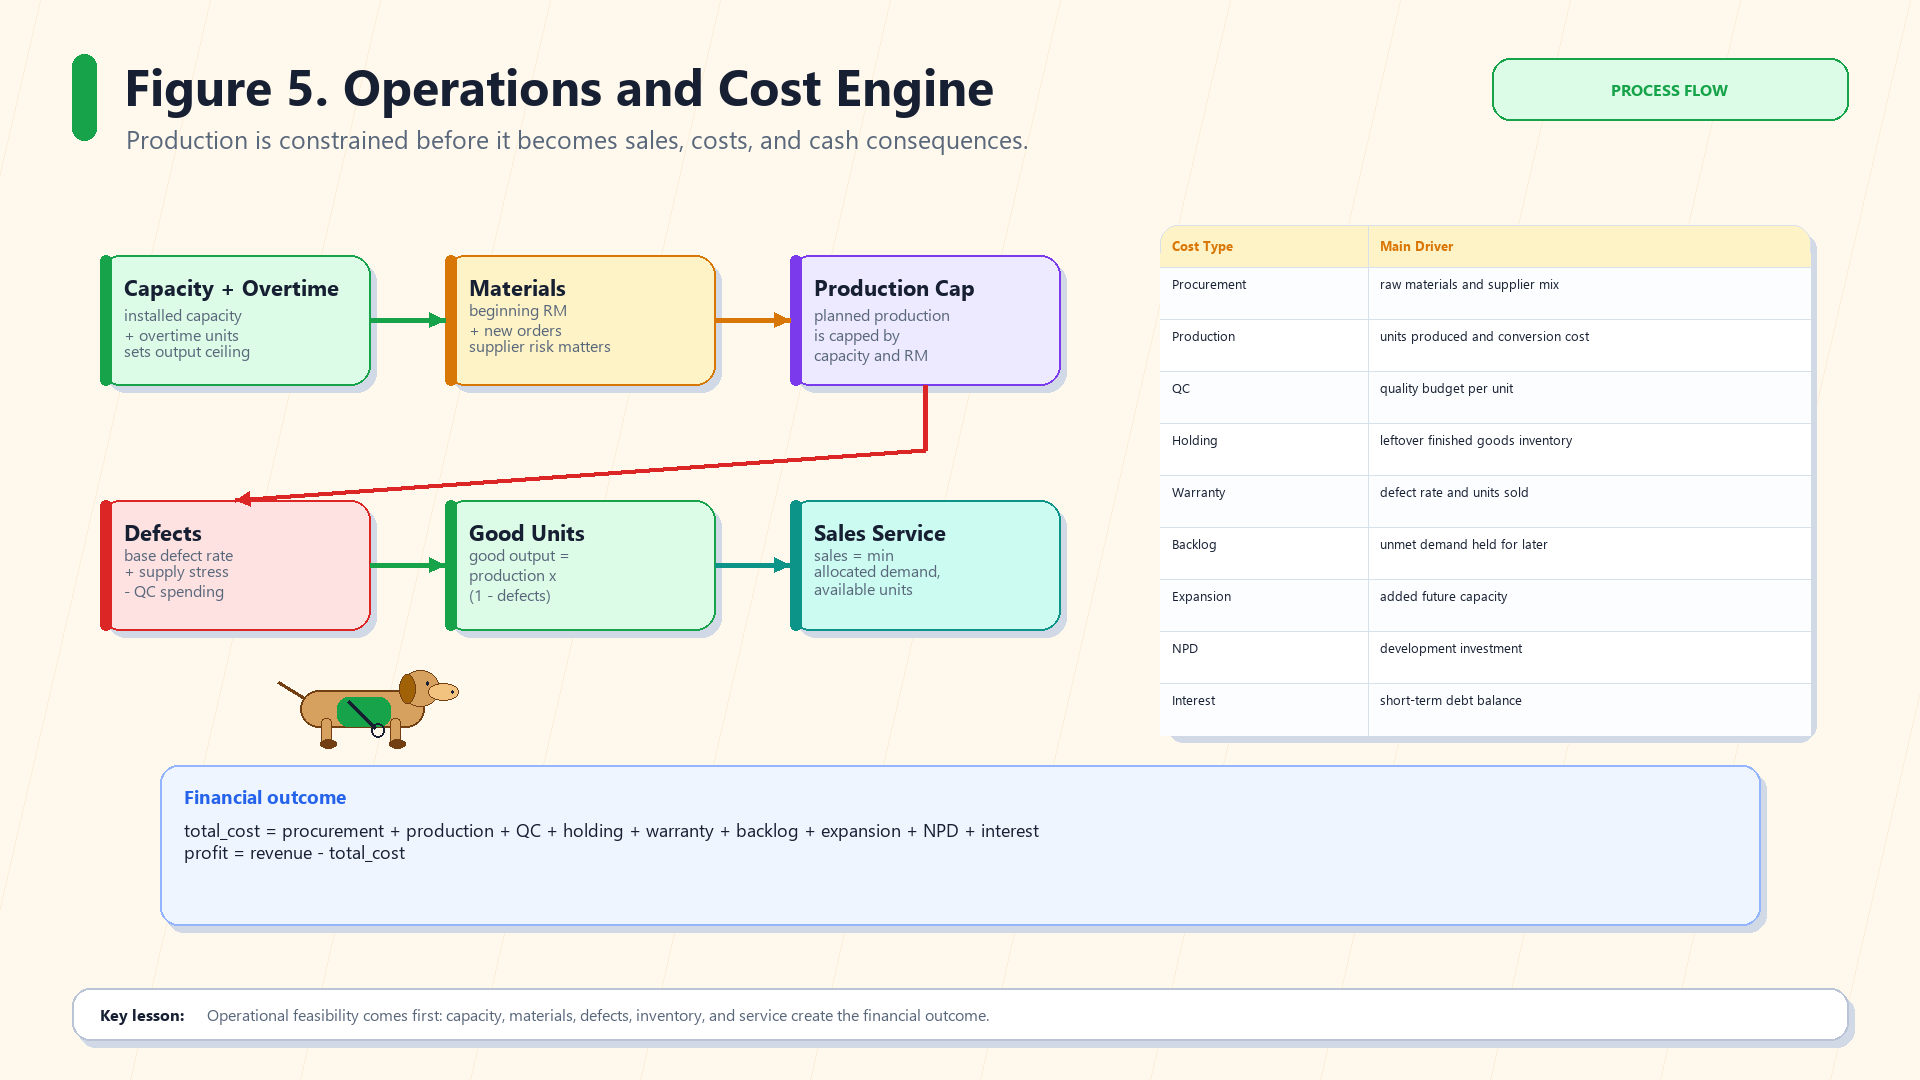 Figure 5. Operations and Cost Engine
Production is constrained before it becomes sales, costs, and cash consequences.
PROCESS FLOW
Capacity + Overtime
installed capacity
+ overtime units
sets output ceiling
Materials
beginning RM
+ new orders
supplier risk matters
Production Cap
planned production
is capped by
capacity and RM
Defects
base defect rate
+ supply stress
- QC spending
Good Units
good output =
production x
(1 - defects)
Sales Service
sales = min
allocated demand,
available units
Cost Type Main Driver
Procurement raw materials and supplier mix
Production units produced and conversion cost
QC quality budget per unit
Holding leftover finished goods inventory
Warranty defect rate and units sold
Backlog unmet demand held for later
Expansion added future capacity
NPD development investment
Interest short-term debt balance
Financial outcome
total_cost = procurement + production + QC + holding + warranty + backlog + expansion + NPD + interest
profit = revenue - total_cost
Key lesson: Operational feasibility comes first: capacity, materials, defects, inventory, and service create the financial outcome.